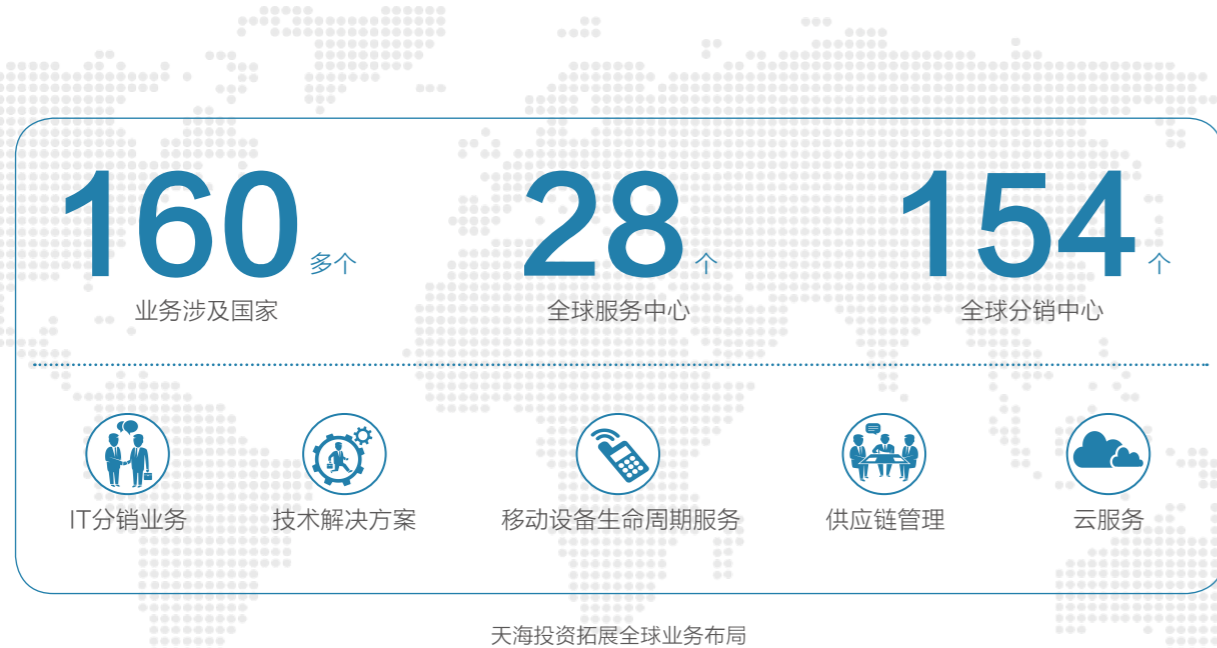 160多个
28个
154个
业务涉及国家
全球服务中心
全球分销中心
IT分销业务
技术解决方案
移动设备生命周期服务
供应链管理
云服务
天海投资拓展全球业务布局